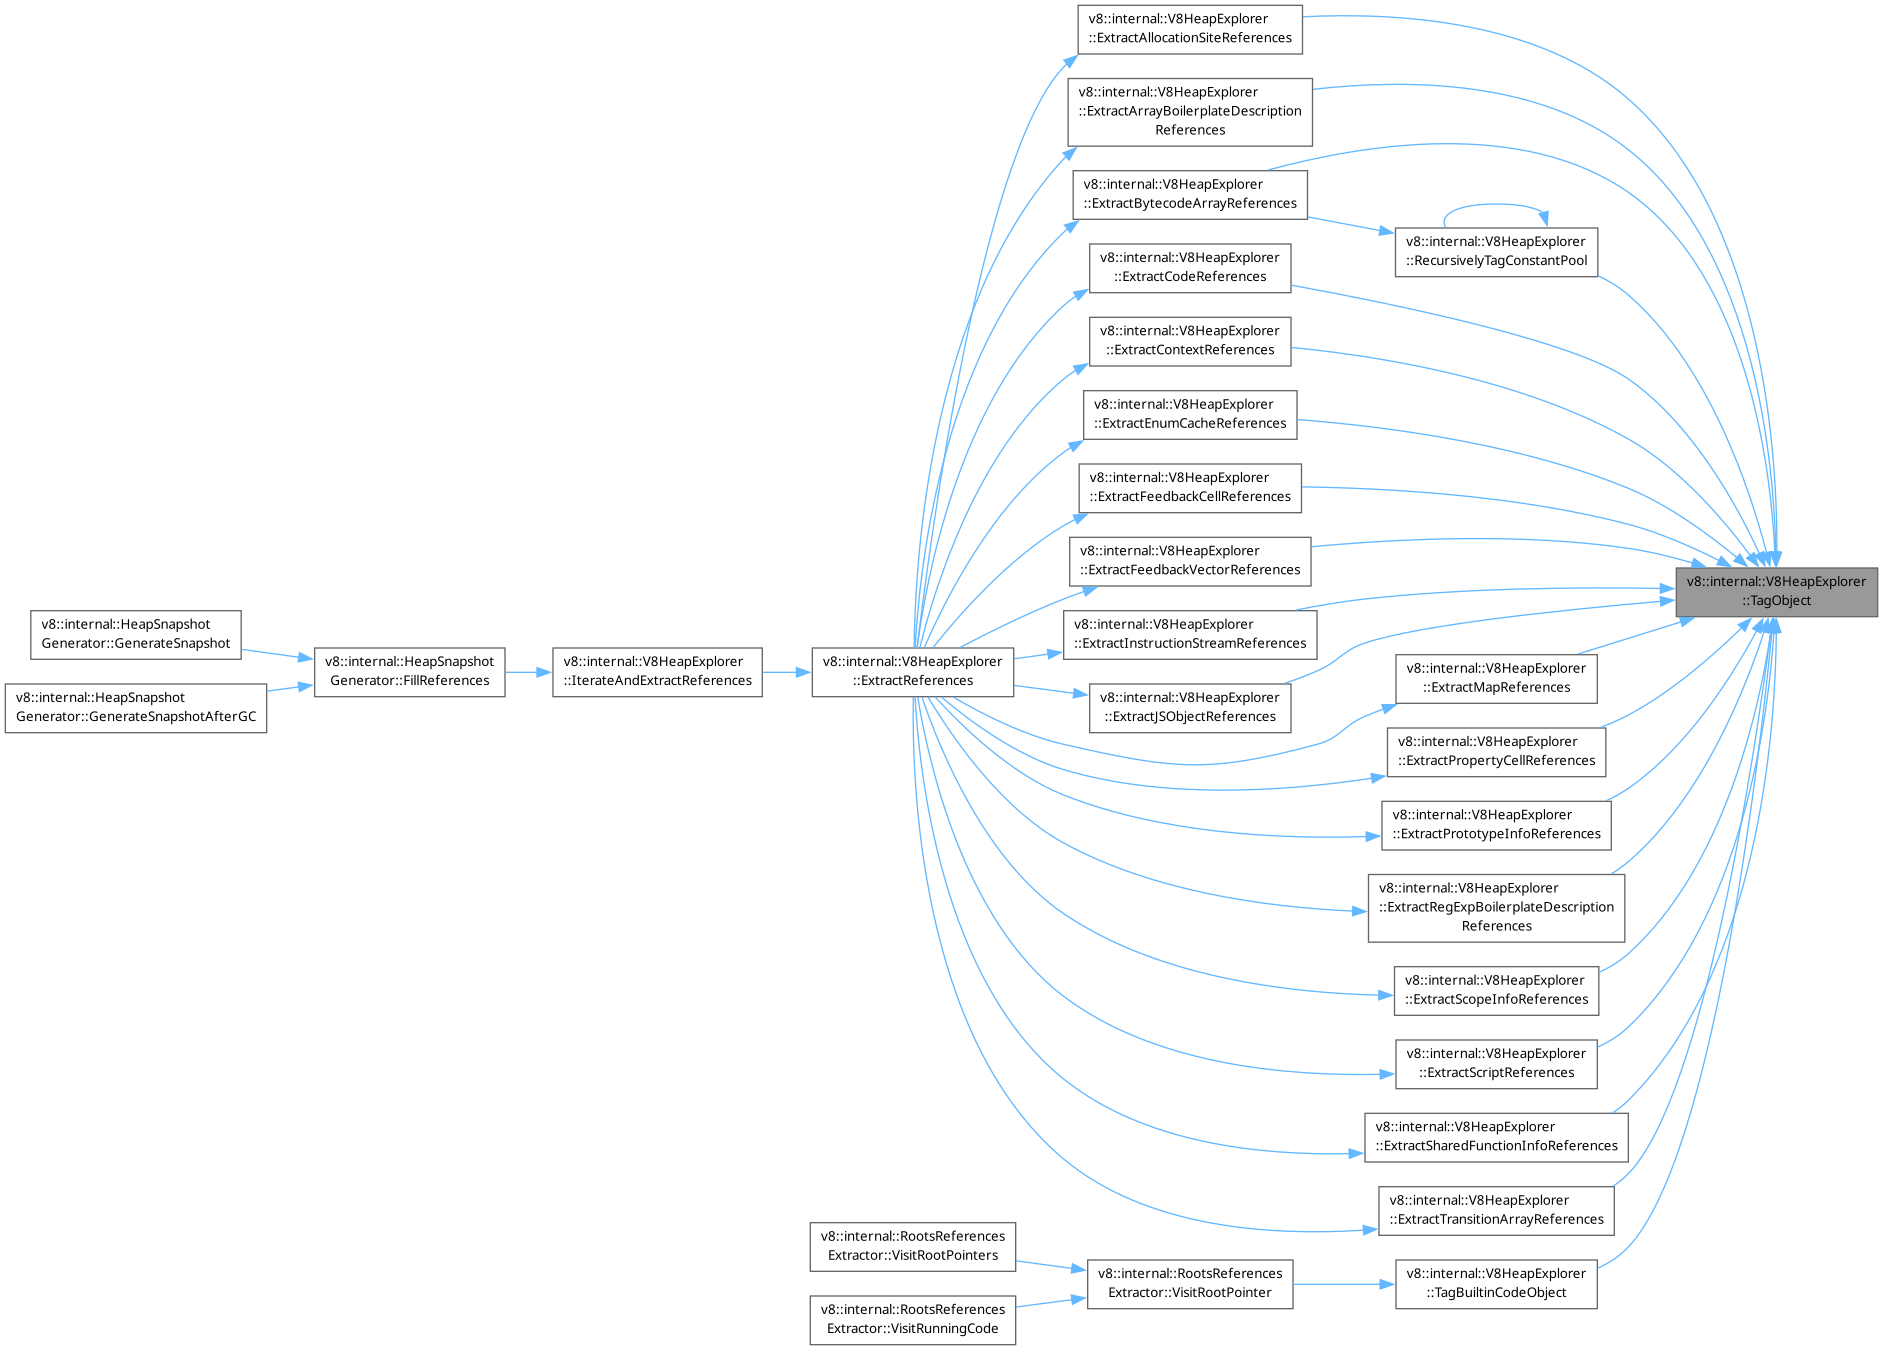 v8::internal::V8HeapExplorer
::ExtractAllocationSiteReferences
v8::internal::V8HeapExplorer
::ExtractArrayBoilerplateDescription
References
v8::internal::V8HeapExplorer
::ExtractBytecodeArrayReferences
v8::internal::V8HeapExplorer
::RecursivelyTagConstantPool
v8::internal::V8HeapExplorer
::ExtractCodeReferences
v8::internal::V8HeapExplorer
::ExtractContextReferences
v8::internal::V8HeapExplorer
::ExtractEnumCacheReferences
v8::internal::V8HeapExplorer
::ExtractFeedbackCellReferences
v8::internal::V8HeapExplorer
::ExtractFeedbackVectorReferences
v8::internal::V8HeapExplorer
::TagObject
v8::internal::V8HeapExplorer
::ExtractInstructionStreamReferences
v8::internal::HeapSnapshot
Generator::GenerateSnapshot
v8::internal::HeapSnapshot
Generator::GenerateSnapshotAfterGC
v8::internal::HeapSnapshot
Generator::FillReferences
v8::internal::V8HeapExplorer
::IterateAndExtractReferences
v8::internal::V8HeapExplorer
::ExtractReferences
v8::internal::V8HeapExplorer
::ExtractJSObjectReferences
v8::internal::V8HeapExplorer
::ExtractMapReferences
v8::internal::V8HeapExplorer
::ExtractPropertyCellReferences
v8::internal::V8HeapExplorer
::ExtractPrototypeInfoReferences
v8::internal::V8HeapExplorer
::ExtractRegExpBoilerplateDescription
References
v8::internal::V8HeapExplorer
::ExtractScopeInfoReferences
v8::internal::V8HeapExplorer
::ExtractScriptReferences
v8::internal::V8HeapExplorer
::ExtractSharedFunctionInfoReferences
v8::internal::V8HeapExplorer
::ExtractTransitionArrayReferences
v8::internal::RootsReferences
Extractor::VisitRootPointers
v8::internal::RootsReferences
Extractor::VisitRunningCode
v8::internal::RootsReferences
Extractor::VisitRootPointer
v8::internal::V8HeapExplorer
::TagBuiltinCodeObject